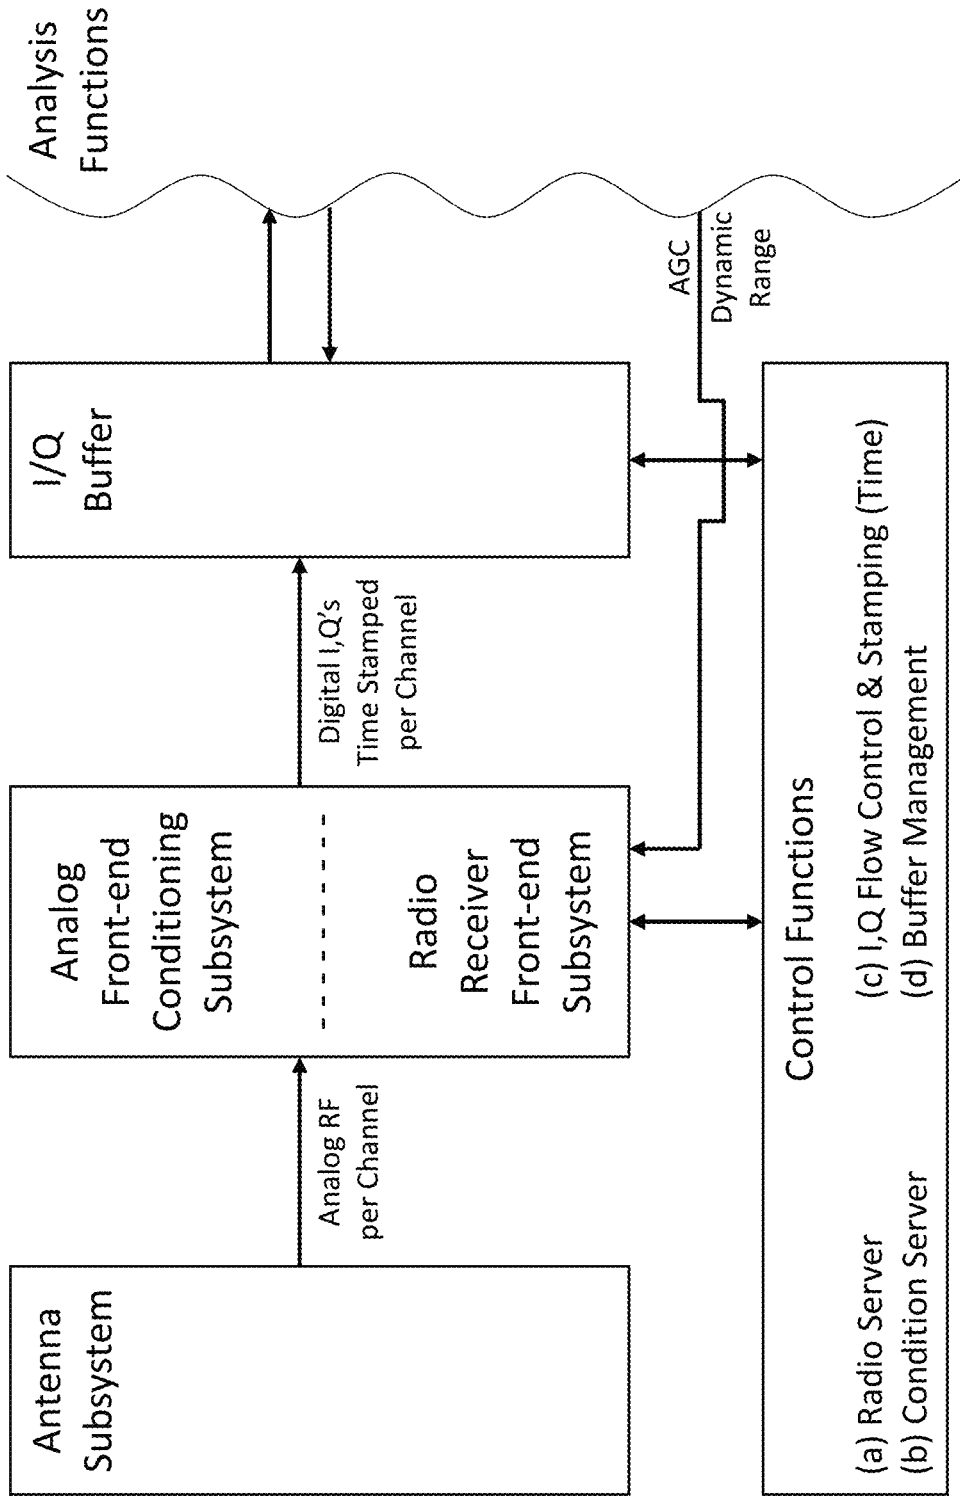 Antenna
Subsystem
Analog RF
per Channel
Analog
Front-end
Conditioning
Subsystem
Radio
Receiver
Front-end
Subsystem
Digital I,Q's
Time Stamped
per Channel
I/Q
Buffer
Analysis
Functions
AGC
Dynamic
Range
Control Functions
(a) Radio Server
(b) Condition Server
(c) I,Q Flow Control & Stamping (Time)
(d) Buffer Management